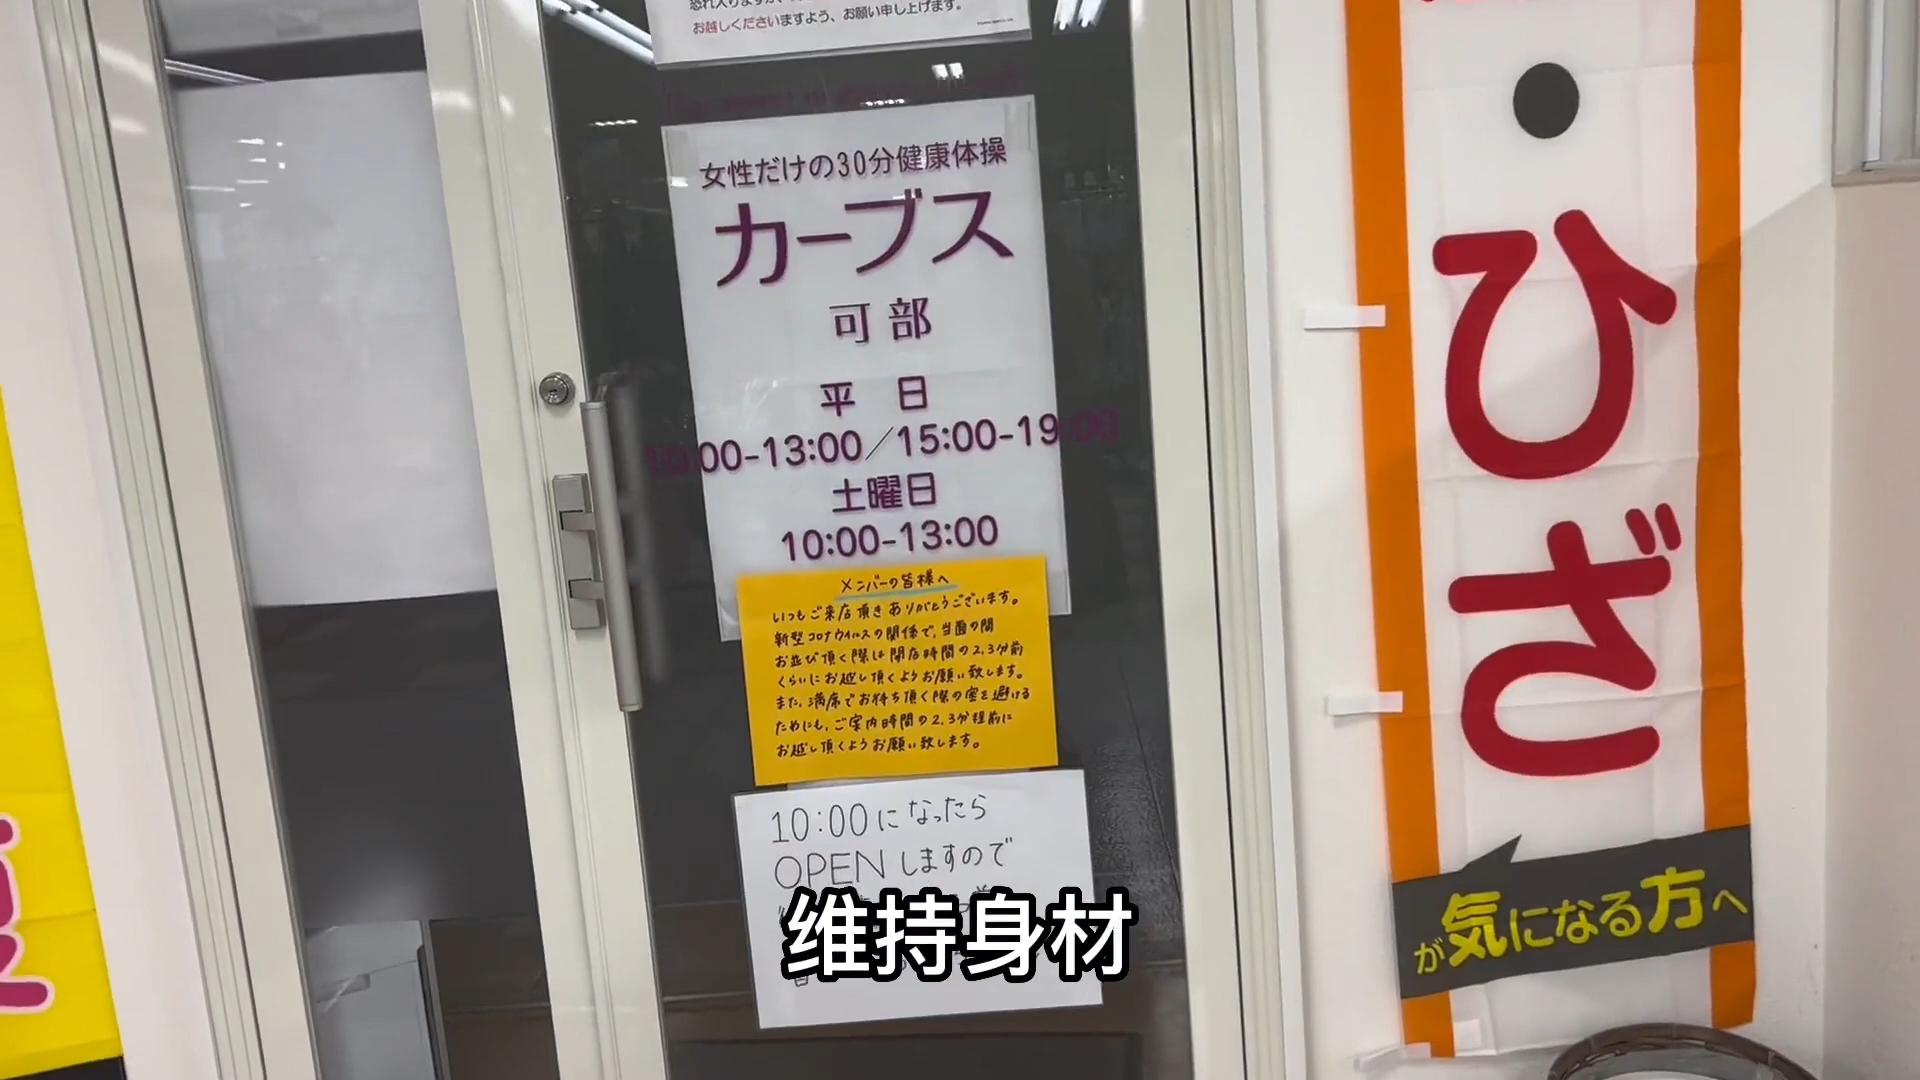 お越しくださいますよう、お願い申し上げます。
女性だけの30分健康体操
カーブス
可部
平 日
10:00-13:00/15:00-19:00
土曜日
10:00-13:00
メンバーの皆様へ
いつもご来店頂きありがとうございます。
新型コロナウイルスの関係で、当面の間
お並び頂く際は開店時間の2,3分前
くらいにお越し頂くようお願い致します。
また、満席でお待ち頂く際の密を避ける
ためにも、ご案内時間の2,3分程前に
お越し頂くようお願い致します。
10:00になったら
OPENしますので
维持身材
・ひざ
が気になる方へ